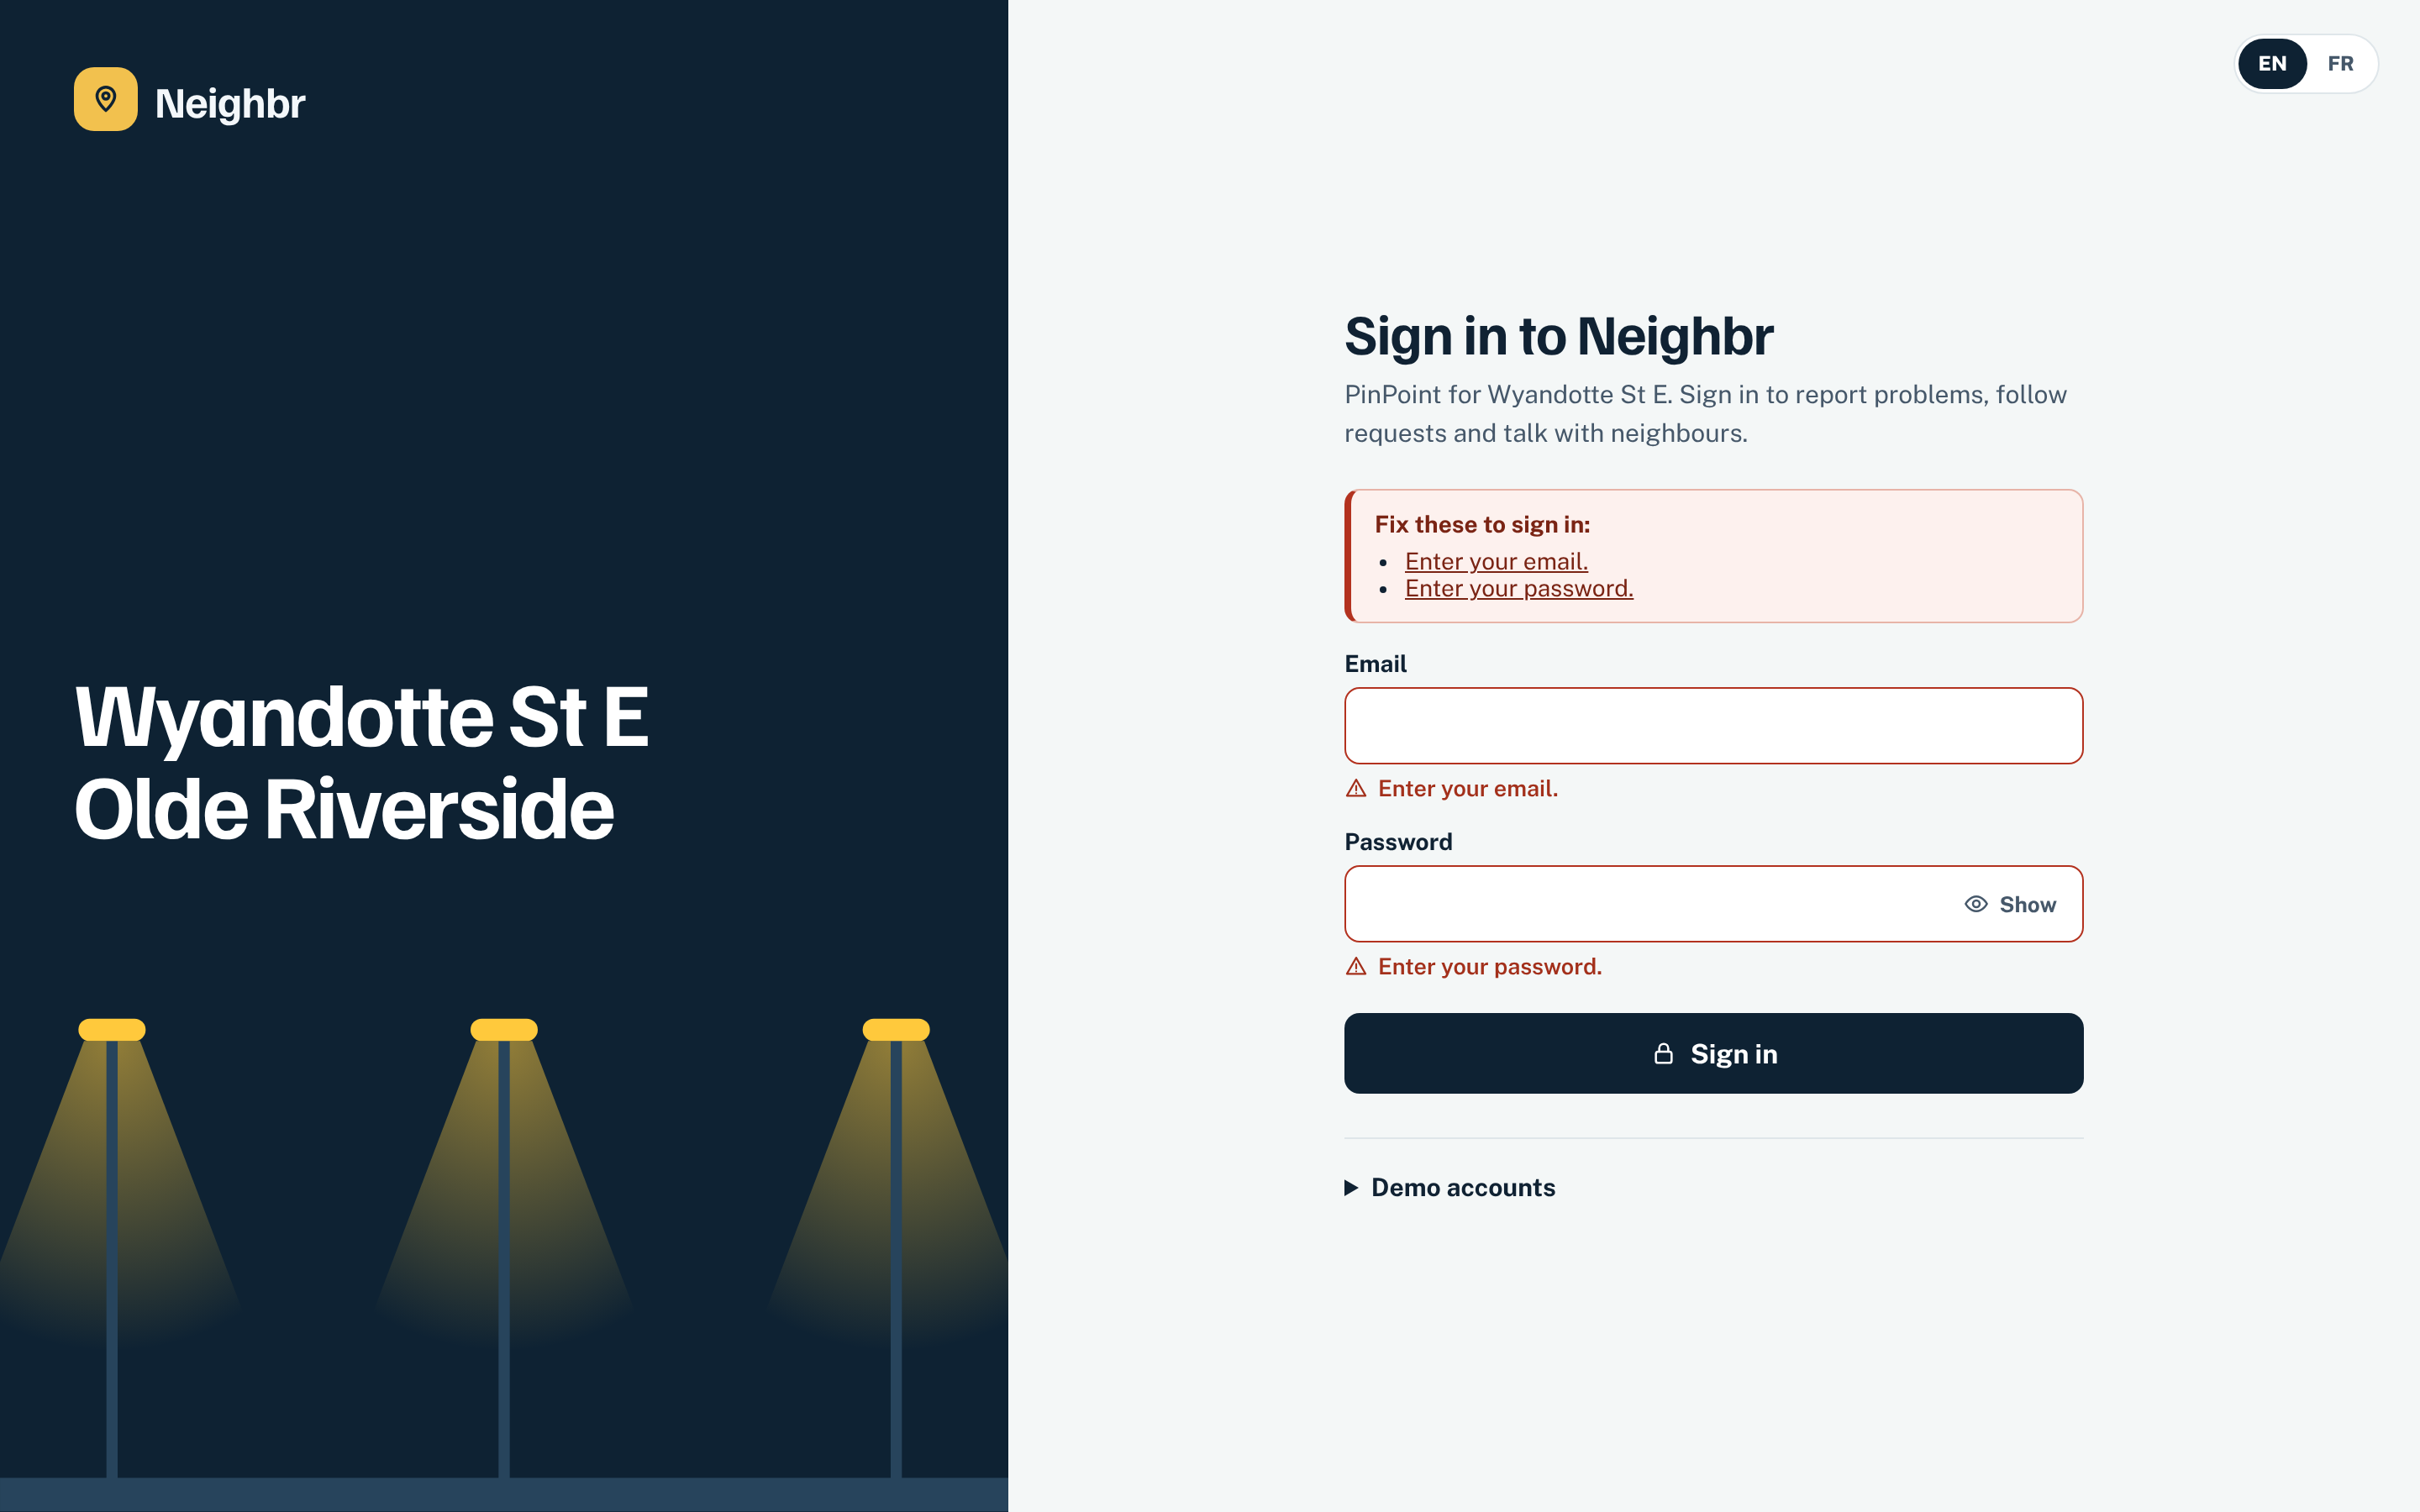 Neighbr
Wyandotte St E
Olde Riverside
EN FR
Sign in to Neighbr
PinPoint for Wyandotte St E. Sign in to report problems, follow
requests and talk with neighbours.
Fix these to sign in:
• Enter your email.
• Enter your password.
Email
Enter your email.
Password
Show
Enter your password.
Sign in
Demo accounts